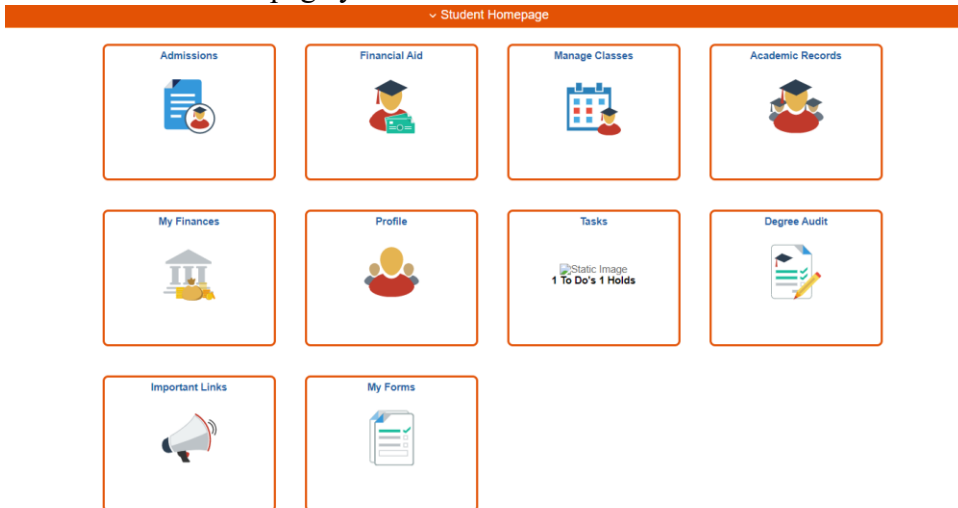 Student Homepage
Admissions
Financial Aid
Manage Classes
Academic Records
My Finances
Profile
Tasks
Degree Audit
Static Image
1 To Do's 1 Holds
Important Links
My Forms